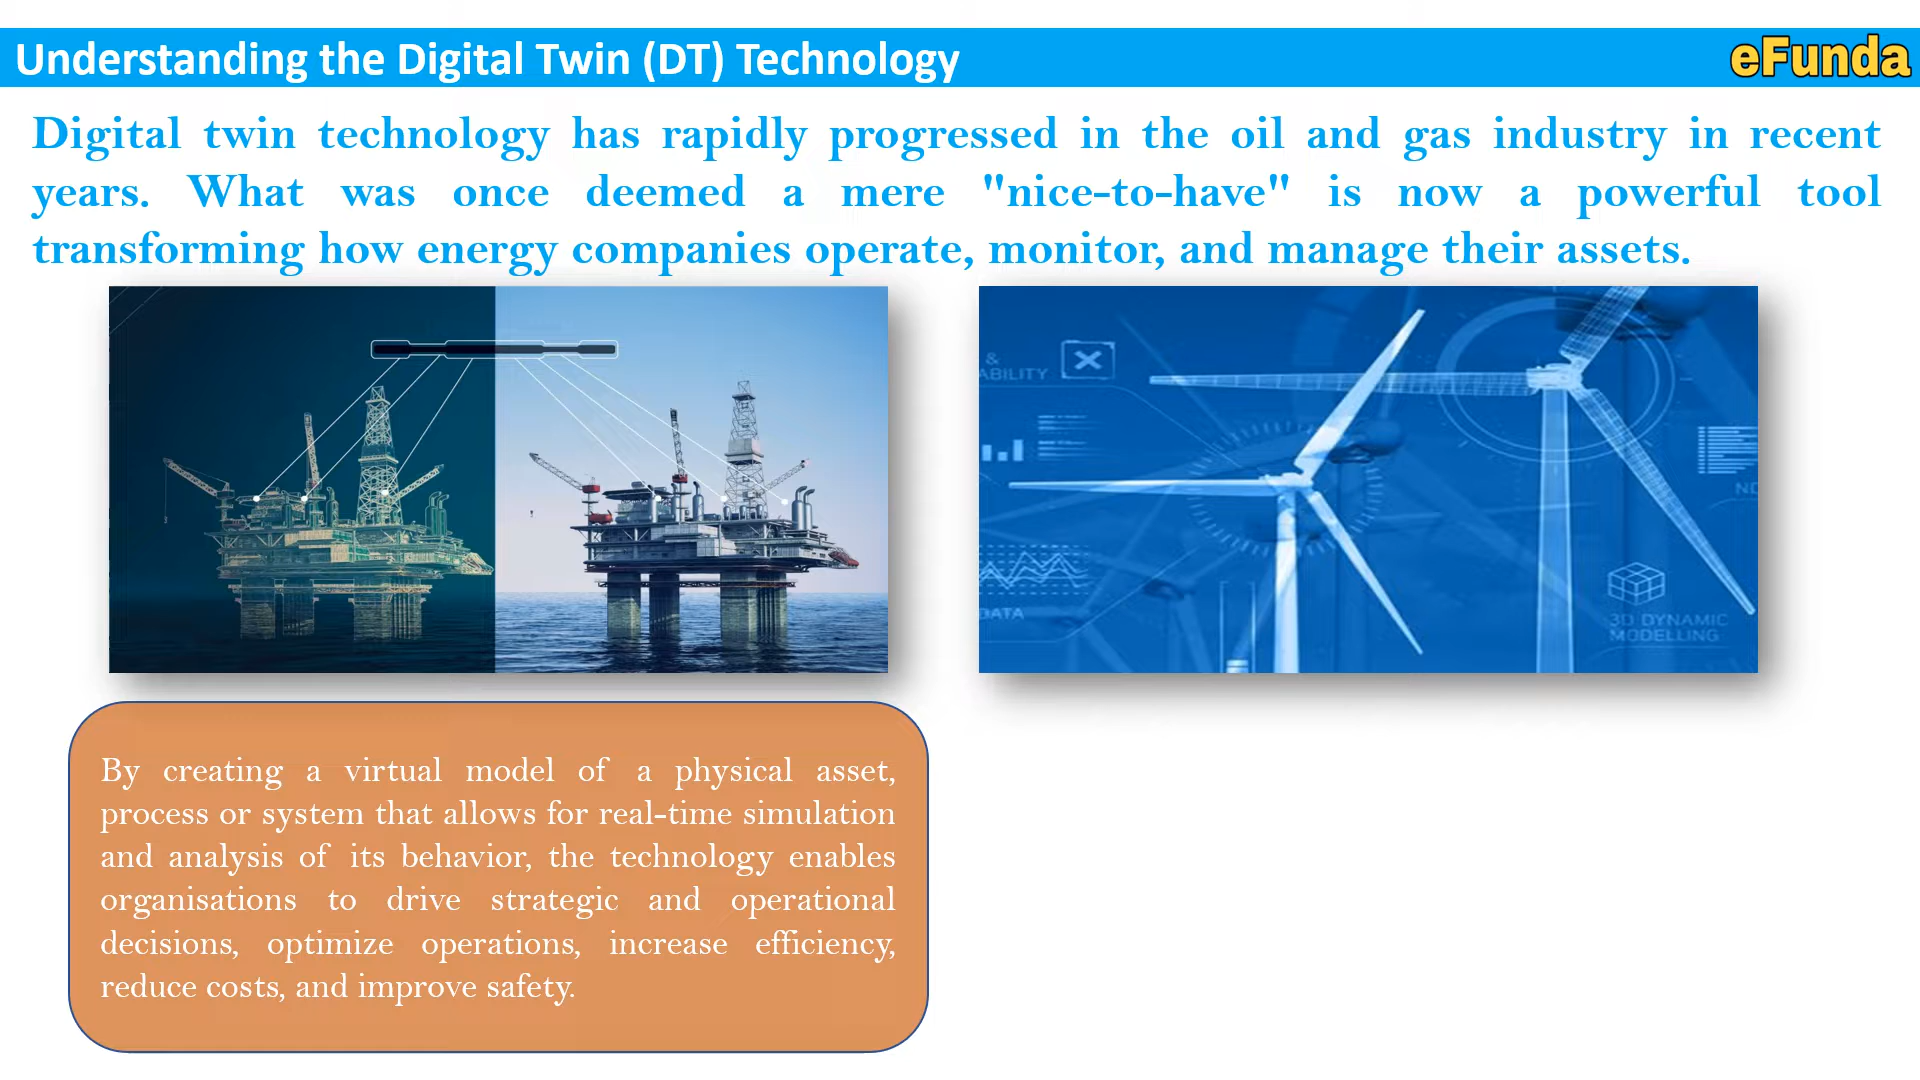 Understanding the Digital Twin (DT) Technology
eFunda
Digital twin technology has rapidly progressed in the oil and gas industry in recent
years. What was once deemed a mere "nice-to-have" is now a powerful tool
transforming how energy companies operate, monitor, and manage their assets.
&
ABILITY
DATA
3D DYNAMIC
MODELLING
By creating a virtual model of a physical asset,
process or system that allows for real-time simulation
and analysis of its behavior, the technology enables
organisations to drive strategic and operational
decisions, optimize operations, increase efficiency,
reduce costs, and improve safety.